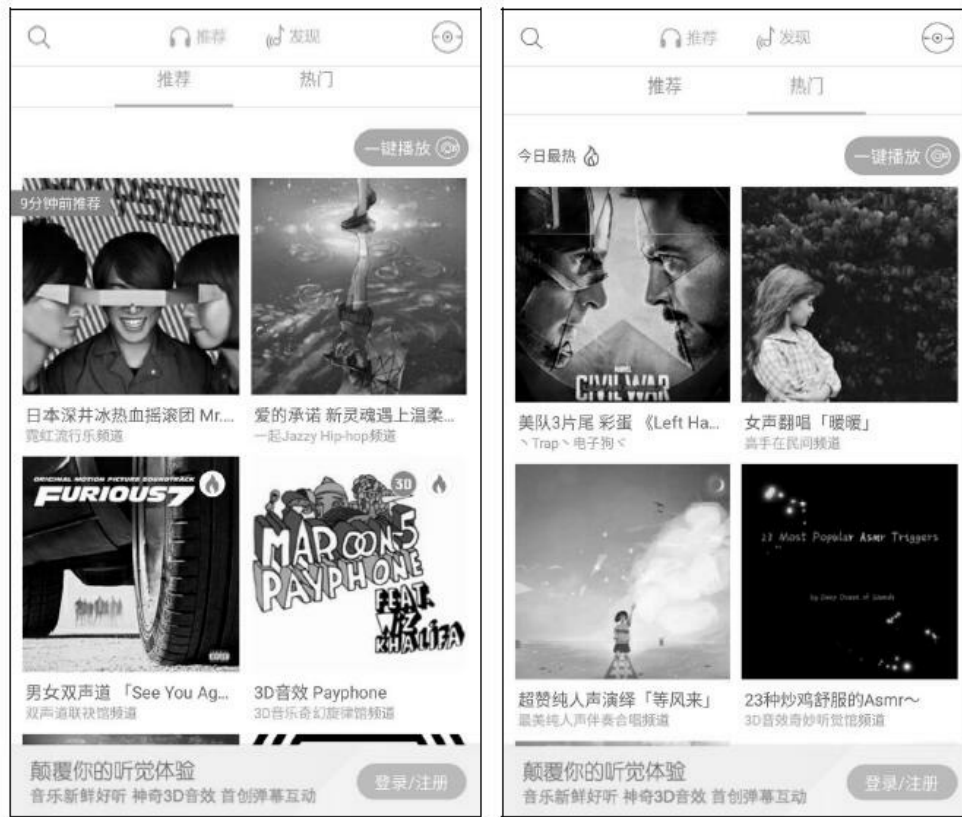 推荐 发现
推荐 热门
一键播放
9分钟前推荐
日本深井冰热血摇滚团 Mr....
霓虹流行乐频道
爱的承诺 新灵魂遇上温柔...
一起Jazzy Hip-hop频道
ORIGINAL MOTION PICTURE SOUNDTRACK
FURIOUS7
男女双声道 「See You Ag...
双声道联袂馆频道
3D
MAROON 5
PAYPHONE
FEAT.
WIZ
KHALIFA
3D音效 Payphone
3D音乐奇幻旋律馆频道
颠覆你的听觉体验
音乐新鲜好听 神奇3D音效 首创弹幕互动
登录/注册
推荐 发现
推荐 热门
今日最热
一键播放
MARVEL
CIVIL WAR
美队3片尾 彩蛋 《Left Ha...
丶Trap丶电子狗ㄑ
女声翻唱「暖暖」
高手在民间频道
超赞纯人声演绎「等风来」
最美纯人声伴奏合唱频道
23 Most Popular Asmr Triggers
by Deep Ocean of Sounds
23种炒鸡舒服的Asmr～
3D音效奇妙听觉馆频道
颠覆你的听觉体验
音乐新鲜好听 神奇3D音效 首创弹幕互动
登录/注册